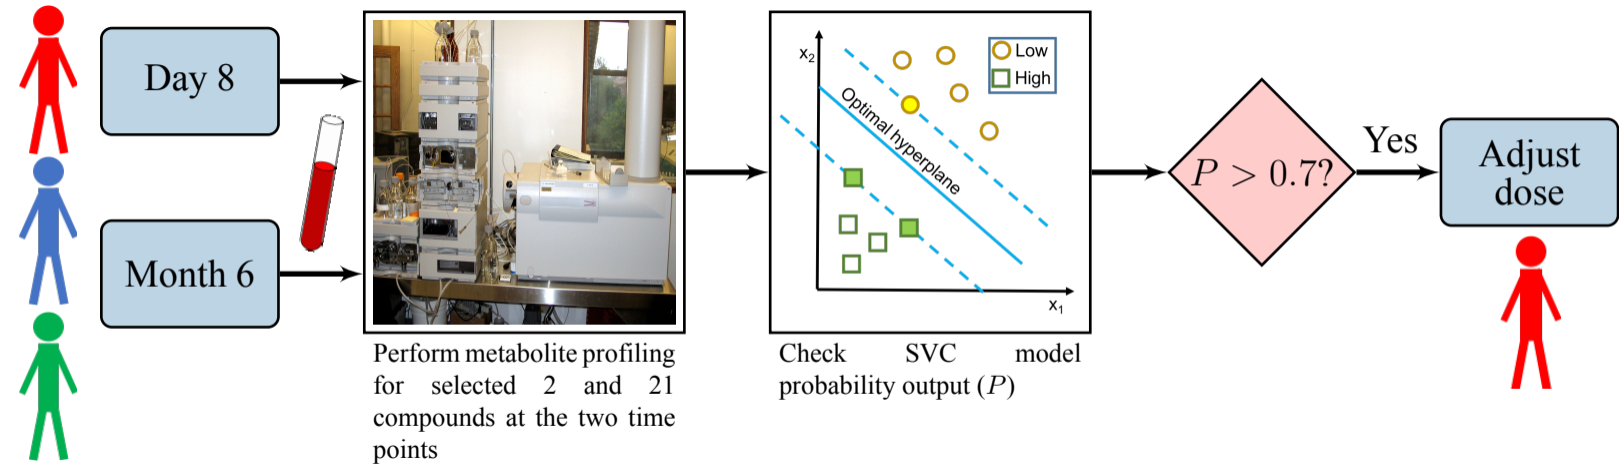 Day 8
Month 6
Perform metabolite profiling
for selected 2 and 21
compounds at the two time
points
x₂
Low
High
Optimal hyperplane
x₁
Check SVC model
probability output (P)
P > 0.7?
Yes
Adjust
dose